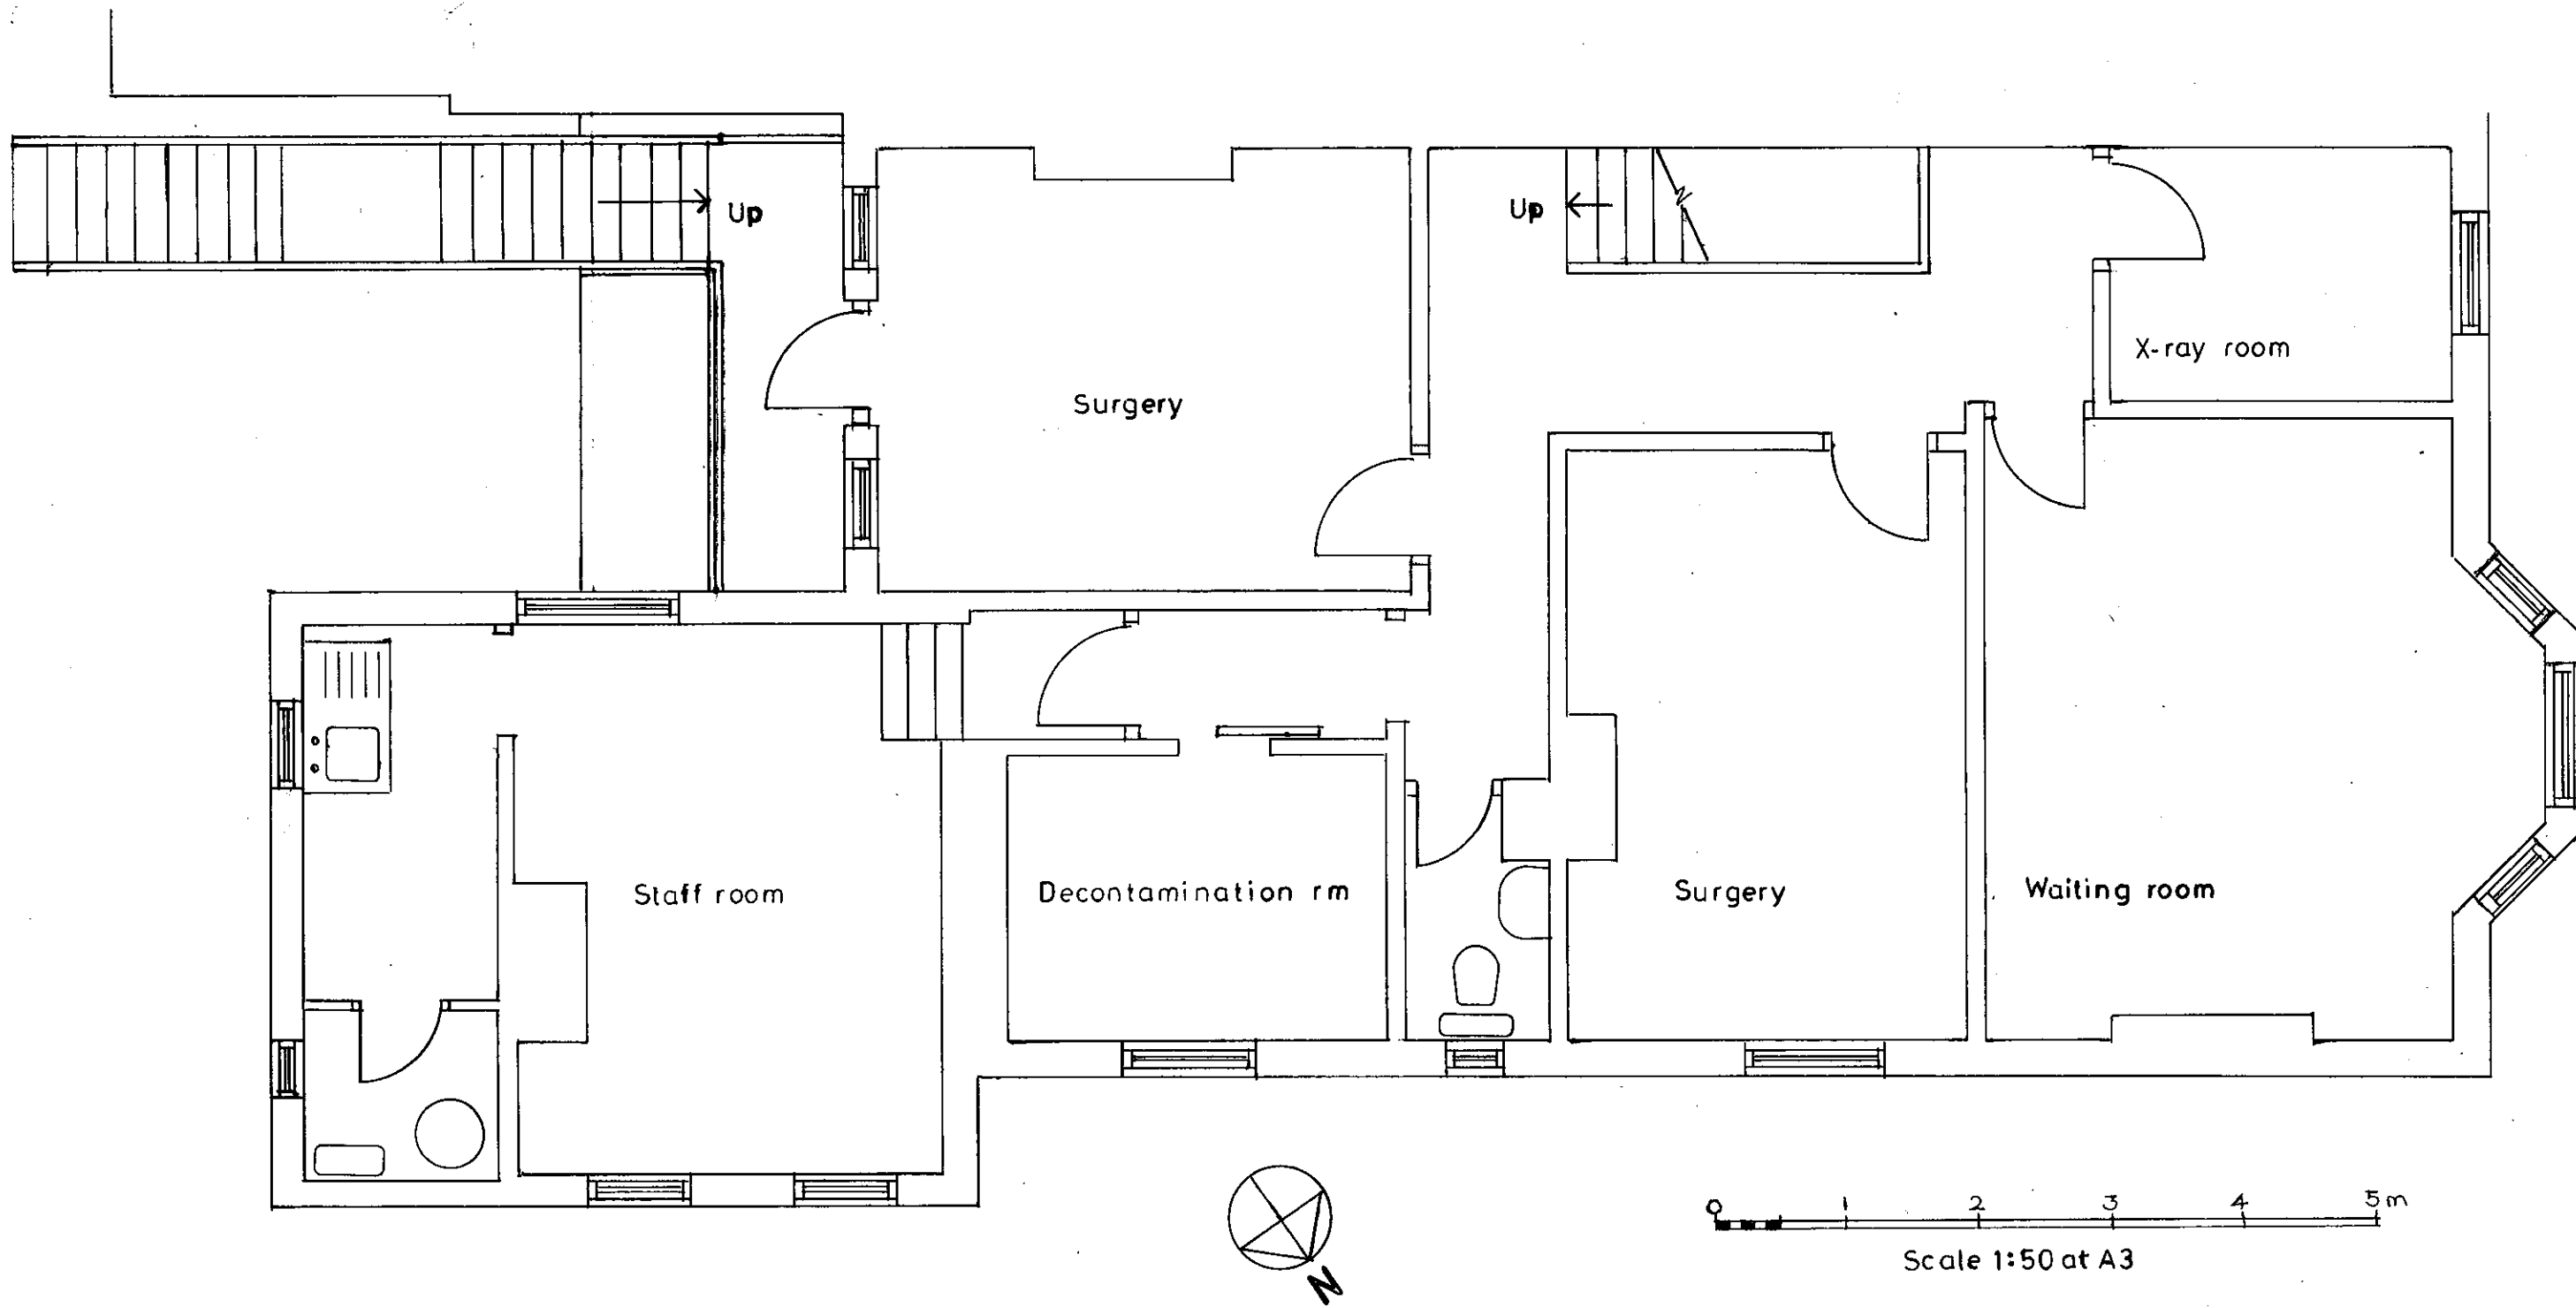 Up
Up
X-ray room
Surgery
Staff room
Decontamination rm
Surgery
Waiting room
N
0 1 2 3 4 5m
Scale 1:50 at A3